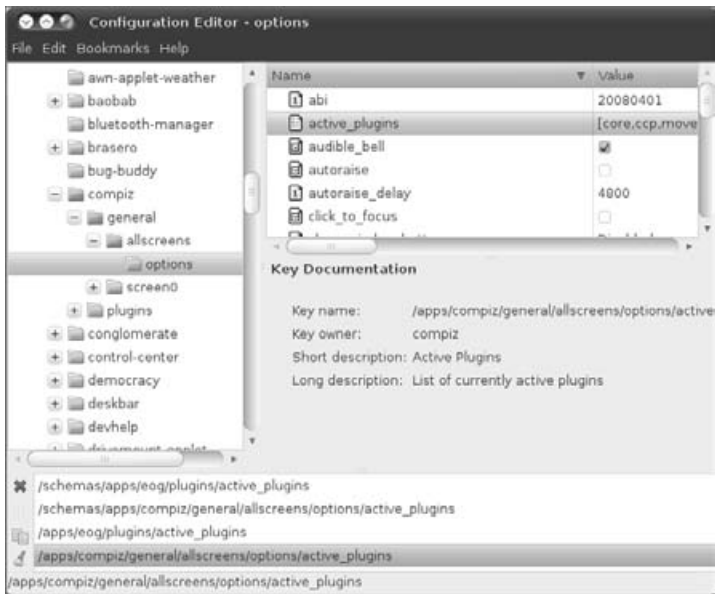 Configuration Editor - options
File Edit Bookmarks Help
awn-applet-weather
baobab
bluetooth-manager
brasero
bug-buddy
compiz
general
allscreens
options
screen0
plugins
conglomerate
control-center
democracy
deskbar
devhelp
Name Value
abi 20080401
active_plugins [core,ccp,move
audible_bell
autoraise
autoraise_delay 4800
click_to_focus
Key Documentation
Key name: /apps/compiz/general/allscreens/options/active
Key owner: compiz
Short description: Active Plugins
Long description: List of currently active plugins
/schemas/apps/eog/plugins/active_plugins
/schemas/apps/compiz/general/allscreens/options/active_plugins
/apps/eog/plugins/active_plugins
/apps/compiz/general/allscreens/options/active_plugins
/apps/compiz/general/allscreens/options/active_plugins